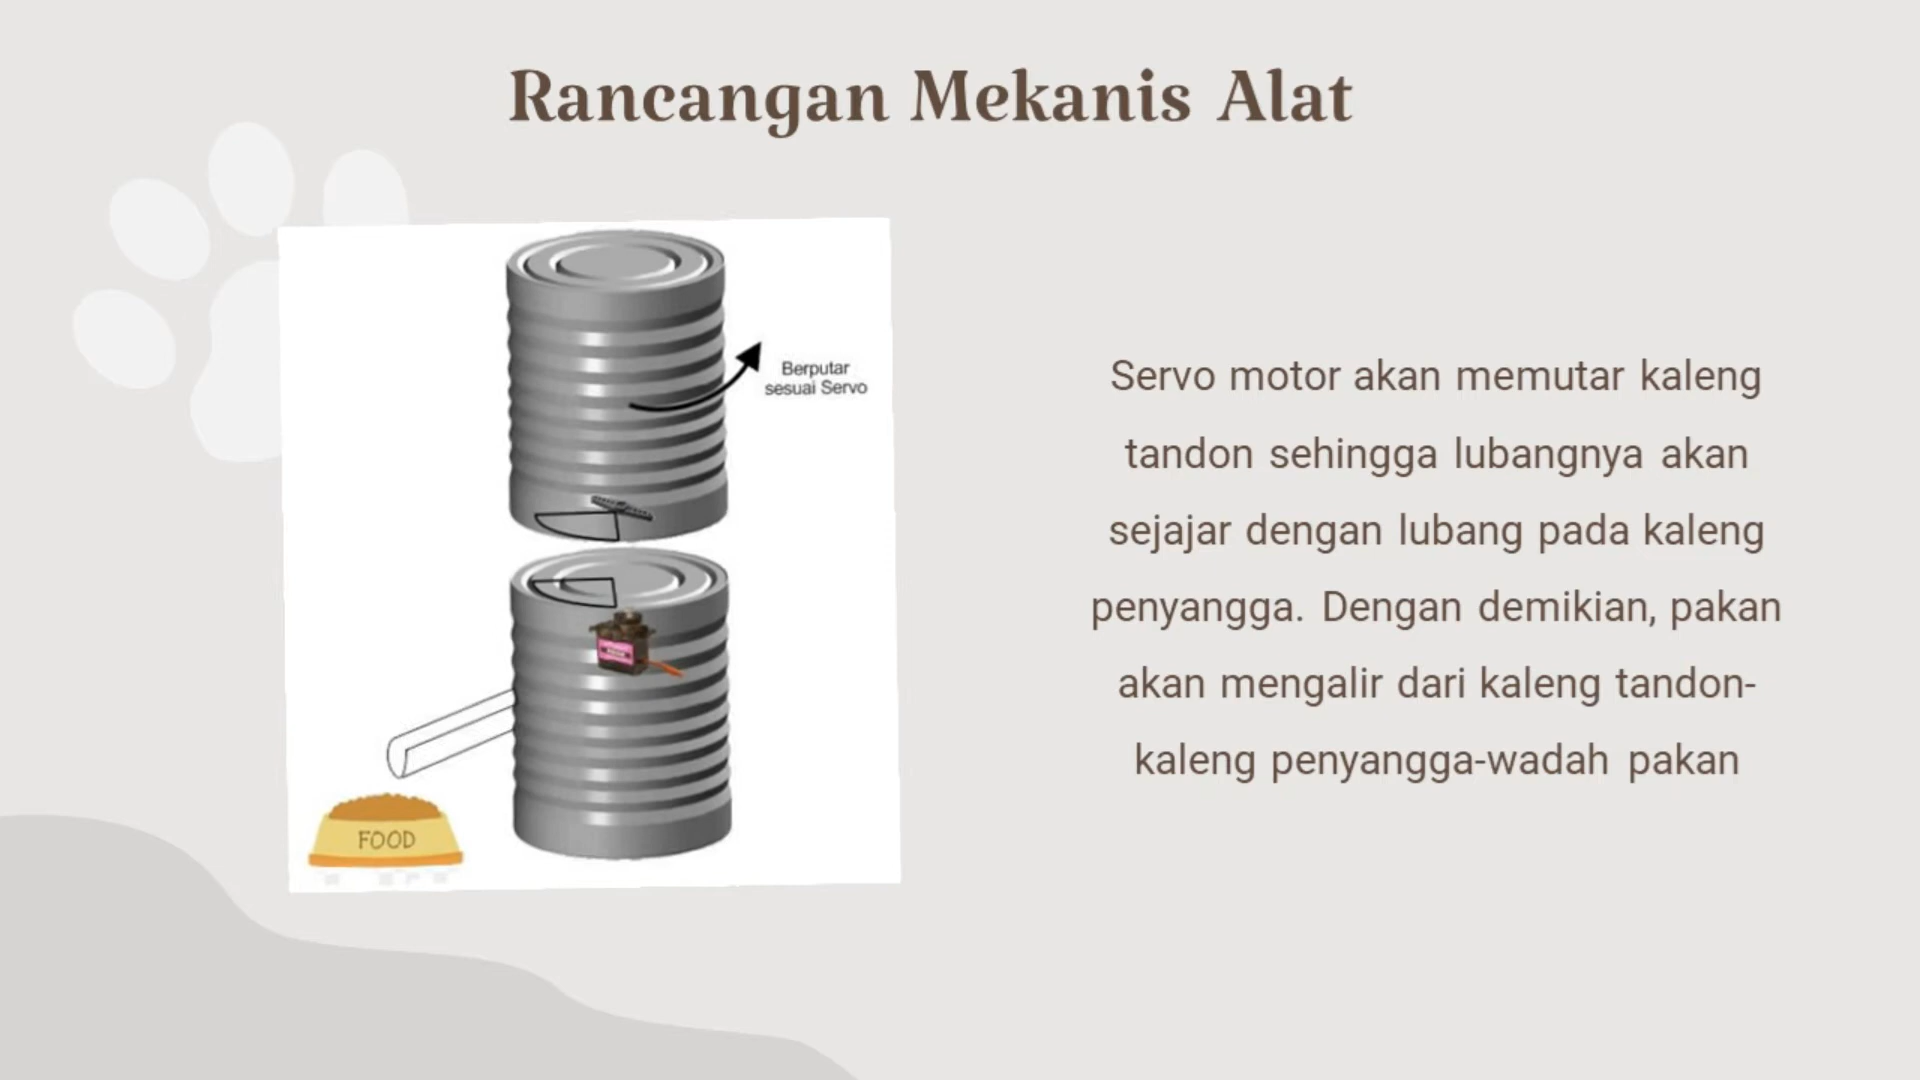 Rancangan Mekanis Alat
Berputar
sesuai Servo
FOOD
Servo motor akan memutar kaleng
tandon sehingga lubangnya akan
sejajar dengan lubang pada kaleng
penyangga. Dengan demikian, pakan
akan mengalir dari kaleng tandon-
kaleng penyangga-wadah pakan